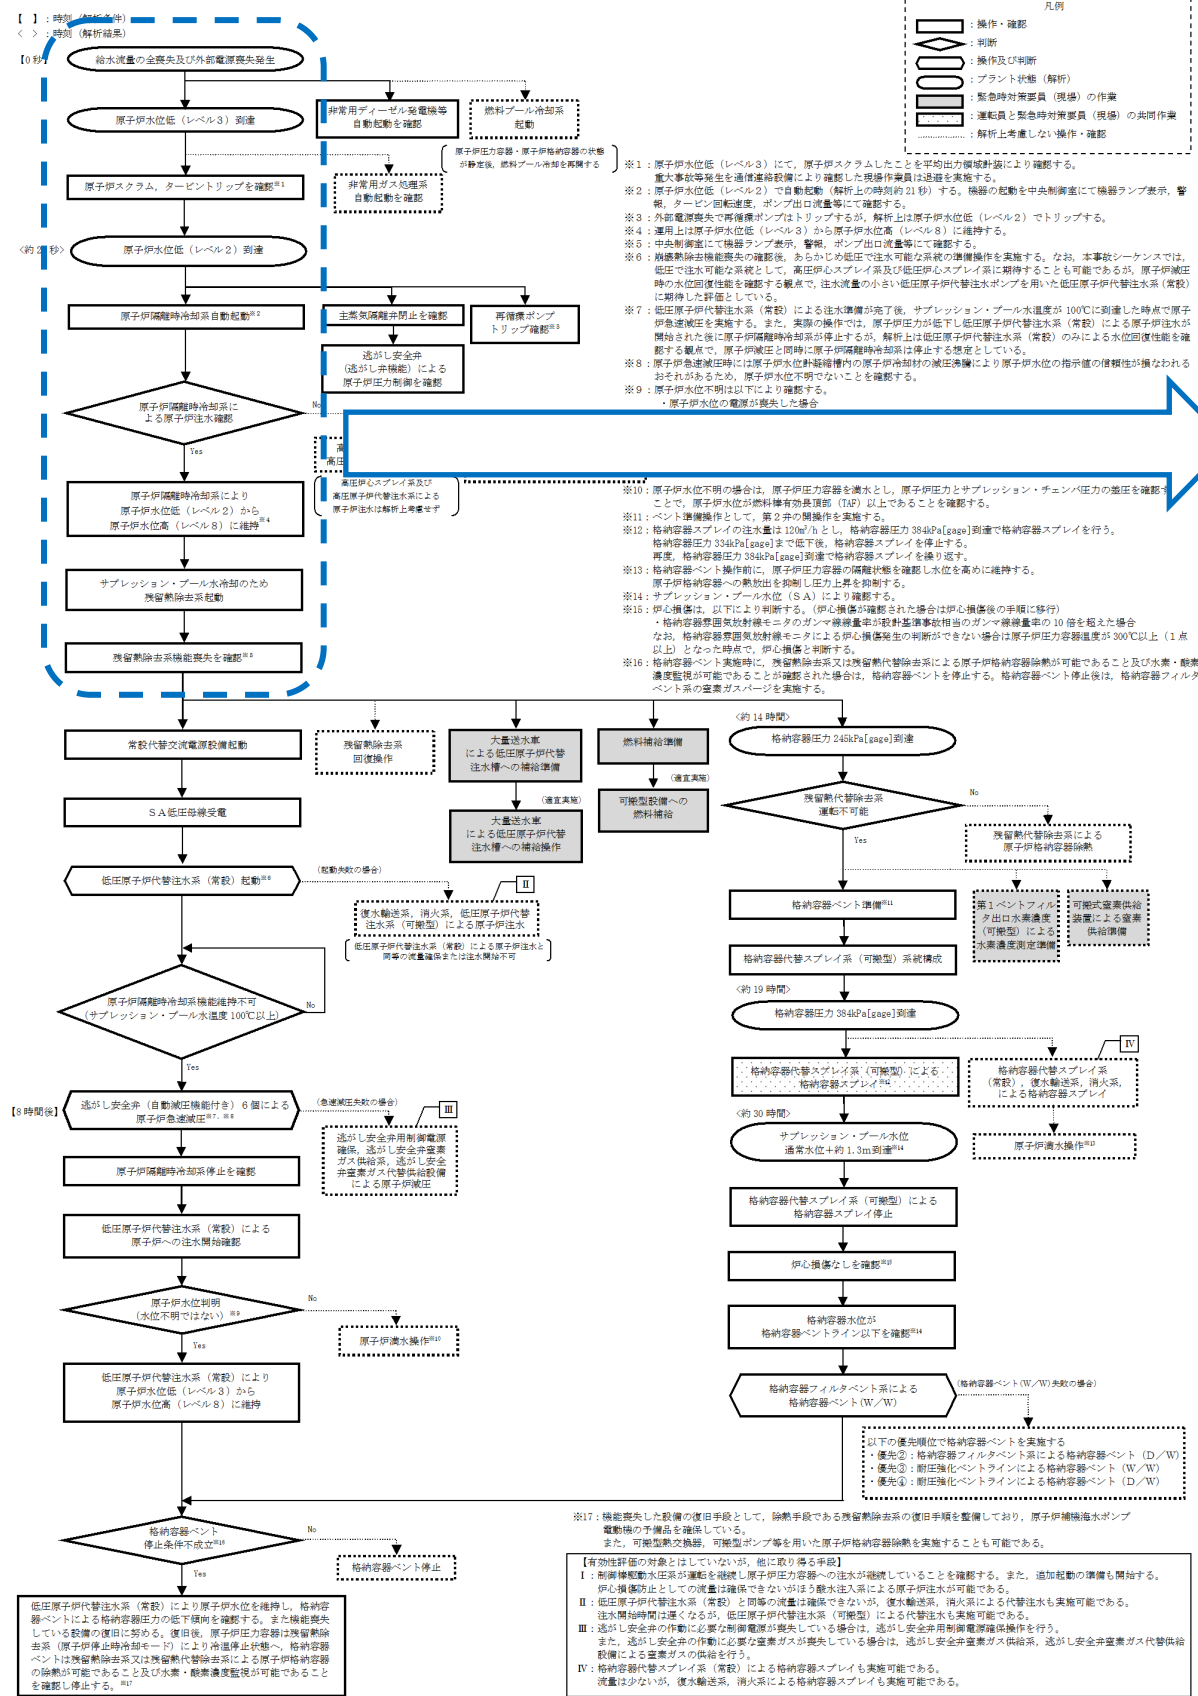 【　】：時刻（解析条件）
＜　＞：時刻（解析結果）
凡例
：操作・確認
：判断
：操作及び判断
：プラント状態（解析）
：緊急時対策要員（現場）の作業
：運転員と緊急時対策要員（現場）の共同作業
：解析上考慮しない操作・確認
【0秒】
給水流量の全喪失及び外部電源喪失発生
原子炉水位低（レベル３）到達
非常用ディーゼル発電機等
自動起動を確認
燃料プール冷却系
起動
原子炉圧力容器・原子炉格納容器の状態
が静定後，燃料プール冷却を再開する
原子炉スクラム，タービントリップを確認※1
非常用ガス処理系
自動起動を確認
原子炉水位低（レベル２）到達
原子炉隔離時冷却系自動起動※2
主蒸気隔離弁閉止を確認
再循環ポンプ
トリップ確認※3
逃がし安全弁
（逃がし弁機能）による
原子炉圧力制御を確認
原子炉隔離時冷却系に
よる原子炉注水確認
No
Yes
高圧炉心スプレイ系及び
高圧原子炉代替注水系による
原子炉注水は解析上考慮せず
原子炉隔離時冷却系により
原子炉水位低（レベル２）から
原子炉水位高（レベル８）に維持※4
サプレッション・プール水冷却のため
残留熱除去系起動
残留熱除去系機能喪失を確認※5
※１：原子炉水位低（レベル３）にて，原子炉スクラムしたことを平均出力領域計装により確認する。
重大事故等発生を通信連絡設備により確認した現場作業員は退避を実施する。
※２：原子炉水位低（レベル２）で自動起動（解析上の時刻約21秒）する。機器の起動を中央制御室にて機器ランプ表示，警
報，タービン回転速度，ポンプ出口流量等にて確認する。
※３：外部電源喪失で再循環ポンプはトリップするが，解析上は原子炉水位低（レベル２）でトリップする。
※４：運用上は原子炉水位低（レベル３）から原子炉水位高（レベル８）に維持する。
※５：中央制御室にて機器ランプ表示，警報，ポンプ出口流量等にて確認する。
※６：崩壊熱除去機能喪失の確認後，あらかじめ低圧で注水可能な系統の準備操作を実施する。なお，本事故シーケンスでは，
低圧で注水可能な系統として，高圧炉心スプレイ系及び低圧炉心スプレイ系に期待することも可能であるが，原子炉減圧
時の水位回復性能を確認する観点で，注水流量の小さい低圧原子炉代替注水ポンプを用いた低圧原子炉代替注水系（常設）
に期待した評価としている。
※７：低圧原子炉代替注水系（常設）による注水準備が完了後，サプレッション・プール水温が100℃に到達した時点で原子
炉急速減圧を実施する。また，実際の操作では，原子炉圧力が低下し低圧原子炉代替注水系（常設）による原子炉注水が
開始された後に原子炉隔離時冷却系が停止するが，解析上は低圧原子炉代替注水系（常設）のみによる水位回復性能を確
認する観点で，原子炉減圧と同時に原子炉隔離時冷却系は停止する想定としている。
※８：原子炉急速減圧時には原子炉水位計凝縮槽内の原子炉冷却材の減圧沸騰により原子炉水位の指示値の信頼性が損なわれる
おそれがあるため，原子炉水位不明でないことを確認する。
※９：原子炉水位不明は以下により確認する。
・原子炉水位の電源が喪失した場合
※10：原子炉水位不明の場合は，原子炉圧力容器を満水とし，原子炉圧力とサプレッション・チェンバ圧力の差圧を確認す
ことで，原子炉水位が燃料棒有効長頂部（TAF）以上であることを確認する。
※11：ベント準備操作として，第２弁の開操作を実施する。
※12：格納容器スプレイの注水量は120m³/hとし，格納容器圧力384kPa[gage]到達で格納容器スプレイを行う。
格納容器圧力334kPa[gage]まで低下後，格納容器スプレイを停止する。
再度，格納容器圧力384kPa[gage]到達で格納容器スプレイを繰り返す。
※13：格納容器ベント操作前に，原子炉圧力容器の隔離状態を確認し水位を高めに維持する。
原子炉格納容器への熱放出を抑制し圧力上昇を抑制する。
※14：サプレッション・プール水位（ＳＡ）により確認する。
※15：炉心損傷は，以下により判断する。（炉心損傷が確認された場合は炉心損傷後の手順に移行）
・格納容器雰囲気放射線モニタのガンマ線線量率が設計基準事故相当のガンマ線線量率の10倍を超えた場合
なお，格納容器雰囲気放射線モニタによる炉心損傷発生の判断ができない場合は原子炉圧力容器温度が300℃以上（１点
以上）となった時点で，炉心損傷と判断する。
※16：格納容器ベント実施時に，残留熱除去系又は残留熱代替除去系による原子炉格納容器除熱が可能であること及び水素・酸素
濃度監視が可能であることが確認された場合は，格納容器ベントを停止する。格納容器ベント停止後は，格納容器フィルタ
ベント系の窒素ガスパージを実施する。
常設代替交流電源設備起動
残留熱除去系
回復操作
大量送水車
による低圧原子炉代替
注水槽への補給準備
燃料補給準備
（適宜実施）
大量送水車
による低圧原子炉代替
注水槽への補給操作
（適宜実施）
可搬型設備への
燃料補給
ＳＡ低圧母線受電
低圧原子炉代替注水系（常設）起動※6
（起動失敗の場合）
Ⅱ
復水輸送系，消火系，低圧原子炉代替
注水系（可搬型）による原子炉注水
低圧原子炉代替注水系（常設）による原子炉注水と
同等の流量確保または注水開始不可
原子炉隔離時冷却系機能維持不可
（サプレッション・プール水温度100℃以上）
No
Yes
【8時間後】
逃がし安全弁（自動減圧機能付き）６個による
原子炉急速減圧※7，※8
（急速減圧失敗の場合）
Ⅲ
逃がし安全弁用制御電源
確保，逃がし安全弁窒素
ガス供給系，逃がし安全
弁窒素ガス代替供給設備
による原子炉減圧
原子炉隔離時冷却系停止を確認
低圧原子炉代替注水系（常設）による
原子炉への注水開始確認
原子炉水位判明
（水位不明ではない）※9
No
Yes
原子炉満水操作※10
低圧原子炉代替注水系（常設）により
原子炉水位低（レベル３）から
原子炉水位高（レベル８）に維持
＜約14時間＞
格納容器圧力245kPa[gage]到達
残留熱代替除去系
運転不可能
No
Yes
残留熱代替除去系による
原子炉格納容器除熱
格納容器ベント準備※11
第１ベントフィル
タ出口水素濃度
（可搬型）による
水素濃度測定準備
可搬式窒素供給
装置による窒素
供給準備
格納容器代替スプレイ系（可搬型）系統構成
＜約19時間＞
格納容器圧力384kPa[gage]到達
Ⅳ
格納容器代替スプレイ系（可搬型）による
格納容器スプレイ※12
格納容器代替スプレイ系
（常設），復水輸送系，消火系，
による格納容器スプレイ
＜約30時間＞
サプレッション・プール水位
通常水位＋約1.3m到達※14
原子炉満水操作※13
格納容器代替スプレイ系（可搬型）による
格納容器スプレイ停止
炉心損傷なしを確認※15
格納容器水位が
格納容器ベントライン以下を確認※14
格納容器フィルタベント系による
格納容器ベント（W／W）
（格納容器ベント（W／W）失敗の場合）
以下の優先順位で格納容器ベントを実施する
・優先②：格納容器フィルタベント系による格納容器ベント（Ｄ／Ｗ）
・優先③：耐圧強化ベントラインによる格納容器ベント（Ｗ／Ｗ）
・優先④：耐圧強化ベントラインによる格納容器ベント（Ｄ／Ｗ）
格納容器ベント
停止条件不成立※16
No
Yes
格納容器ベント停止
低圧原子炉代替注水系（常設）により原子炉水位を維持し，格納容
器ベントによる格納容器圧力の低下傾向を確認する。また機能喪失
している設備の復旧に努める。復旧後，原子炉圧力容器は残留熱除
去系（原子炉停止時冷却モード）により冷温停止状態へ，格納容器
ベントは残留熱除去系又は残留熱代替除去系による原子炉格納容器
の除熱が可能であること及び水素・酸素濃度監視が可能であること
を確認し停止する。※17
※17：機能喪失した設備の復旧手段として，除熱手段である残留熱除去系の復旧手順を整備しており，原子炉補機海水ポンプ
電動機の予備品を確保している。
また，可搬型熱交換器，可搬型ポンプ等を用いた原子炉格納容器除熱を実施することも可能である。
【有効性評価の対象とはしていないが，他に取り得る手段】
Ⅰ：制御棒駆動水圧系が運転を継続し原子炉圧力容器への注水が継続していることを確認する。また，追加起動の準備も開始する。
炉心損傷防止としての流量は確保できないがほう酸水注入系による原子炉注水が可能である。
Ⅱ：低圧原子炉代替注水系（常設）と同等の流量は確保できないが，復水輸送系，消火系による代替注水も実施可能である。
注水開始時間は遅くなるが，低圧原子炉代替注水系（可搬型）による代替注水も実施可能である。
Ⅲ：逃がし安全弁の作動に必要な制御電源が喪失している場合は，逃がし安全弁用制御電源確保操作を行う。
また，逃がし安全弁の作動に必要な窒素ガスが喪失している場合は，逃がし安全弁窒素ガス供給系，逃がし安全弁窒素ガス代替供給
設備による窒素ガスの供給を行う。
Ⅳ：格納容器代替スプレイ系（常設）による格納容器スプレイも実施可能である。
流量は少ないが，復水輸送系，消火系による格納容器スプレイも実施可能である。